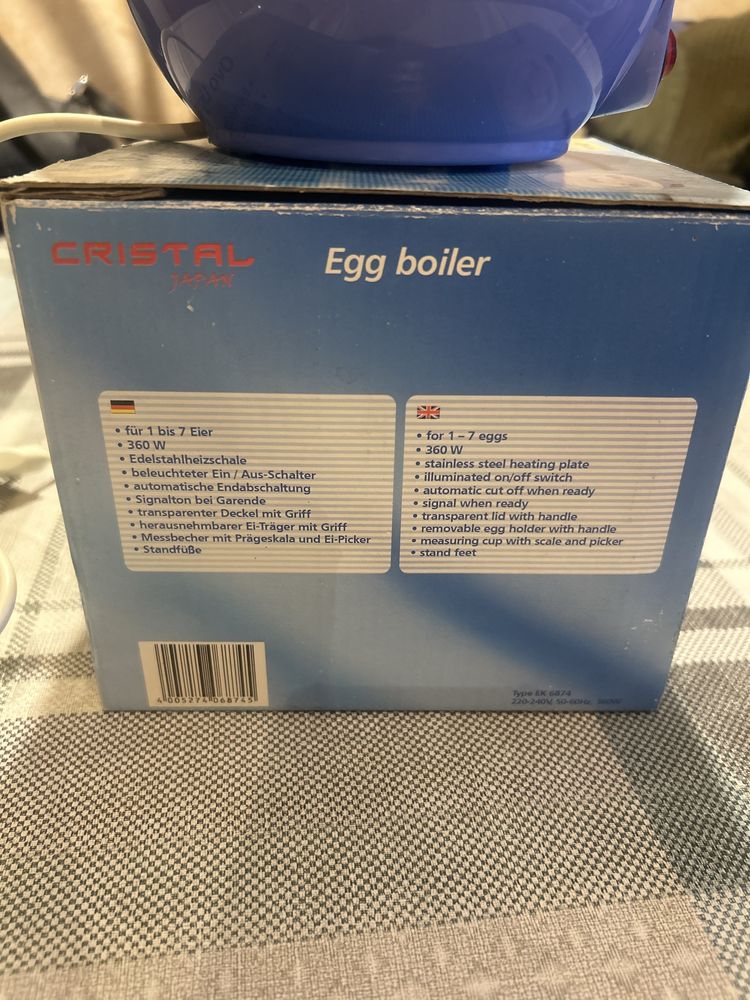 CRISTAL
JAPAN
Egg boiler
• für 1 bis 7 Eier
• 360 W
• Edelstahlheizschale
• beleuchteter Ein / Aus-Schalter
• automatische Endabschaltung
• Signalton bei Garende
• transparenter Deckel mit Griff
• herausnehmbarer Ei-Träger mit Griff
• Messbecher mit Prägeskala und Ei-Picker
• Standfüße
• for 1 – 7 eggs
• 360 W
• stainless steel heating plate
• illuminated on/off switch
• automatic cut off when ready
• signal when ready
• transparent lid with handle
• removable egg holder with handle
• measuring cup with scale and picker
• stand feet
4 005274 068745
Type EK 6874
220-240V, 50-60Hz, 360W